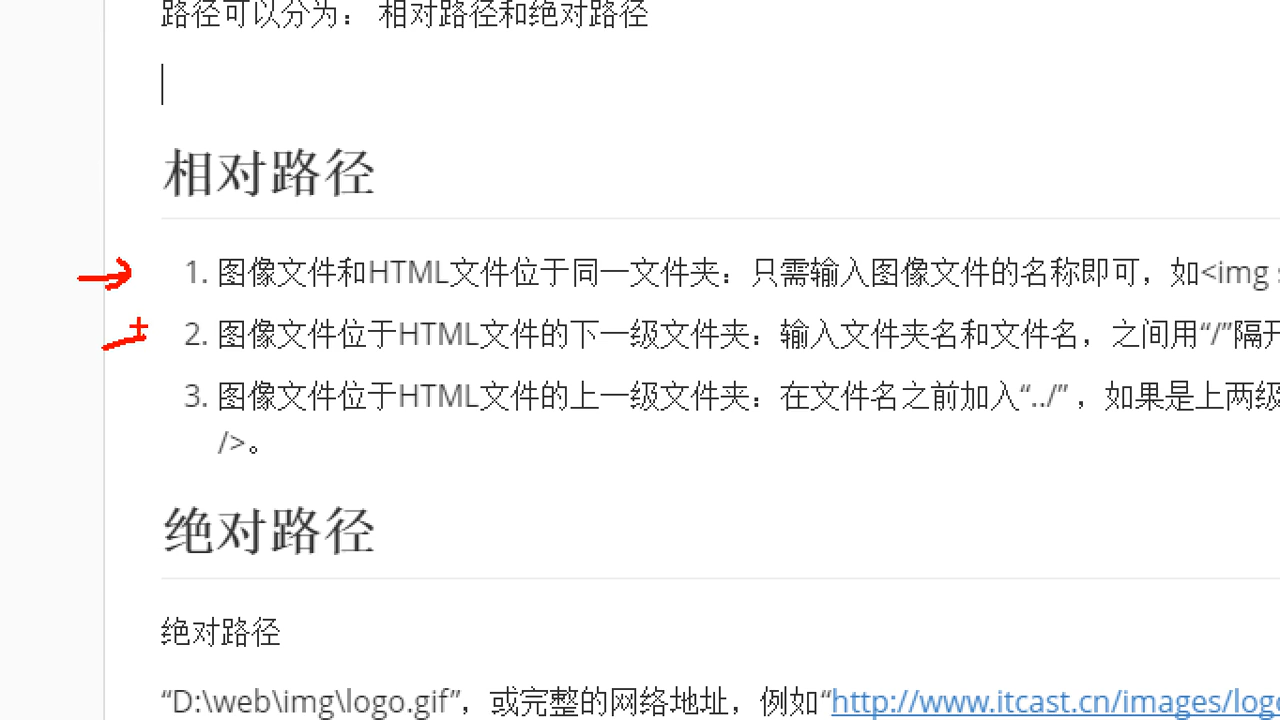 路径可以分为： 相对路径和绝对路径
相对路径
1. 图像文件和HTML文件位于同一文件夹：只需输入图像文件的名称即可，如<img s
2. 图像文件位于HTML文件的下一级文件夹：输入文件夹名和文件名，之间用“/”隔开
3. 图像文件位于HTML文件的上一级文件夹：在文件名之前加入“../” ，如果是上两级
/>。
绝对路径
绝对路径
“D:\web\img\logo.gif”，或完整的网络地址，例如“http://www.itcast.cn/images/logo